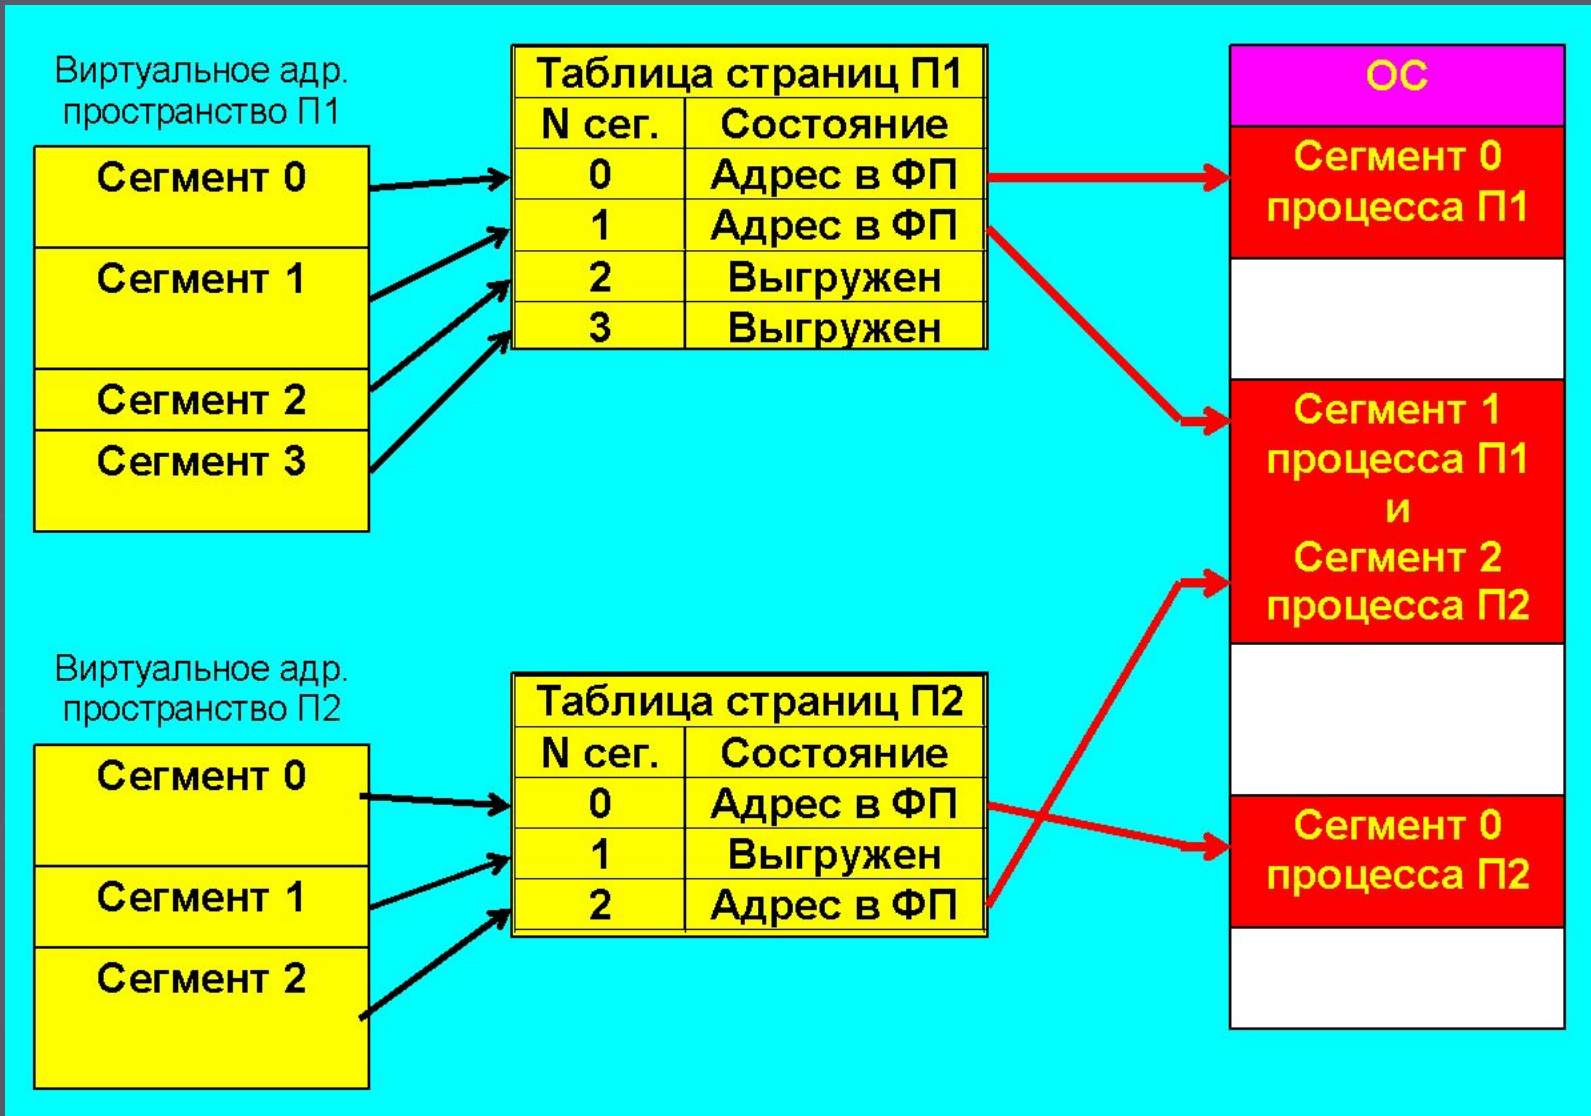 Виртуальное адр.
пространство П1
Сегмент 0
Сегмент 1
Сегмент 2
Сегмент 3
Таблица страниц П1
N сег. Состояние
0 Адрес в ФП
1 Адрес в ФП
2 Выгружен
3 Выгружен
Виртуальное адр.
пространство П2
Сегмент 0
Сегмент 1
Сегмент 2
Таблица страниц П2
N сег. Состояние
0 Адрес в ФП
1 Выгружен
2 Адрес в ФП
ОС
Сегмент 0
процесса П1
Сегмент 1
процесса П1
и
Сегмент 2
процесса П2
Сегмент 0
процесса П2